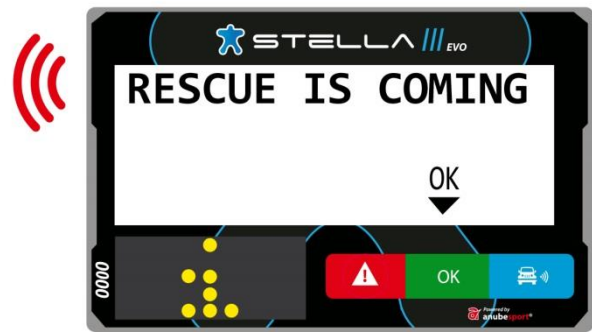 STELLA III EVO
RESCUE IS COMING
OK
0000
OK
Powered by
anubesport®